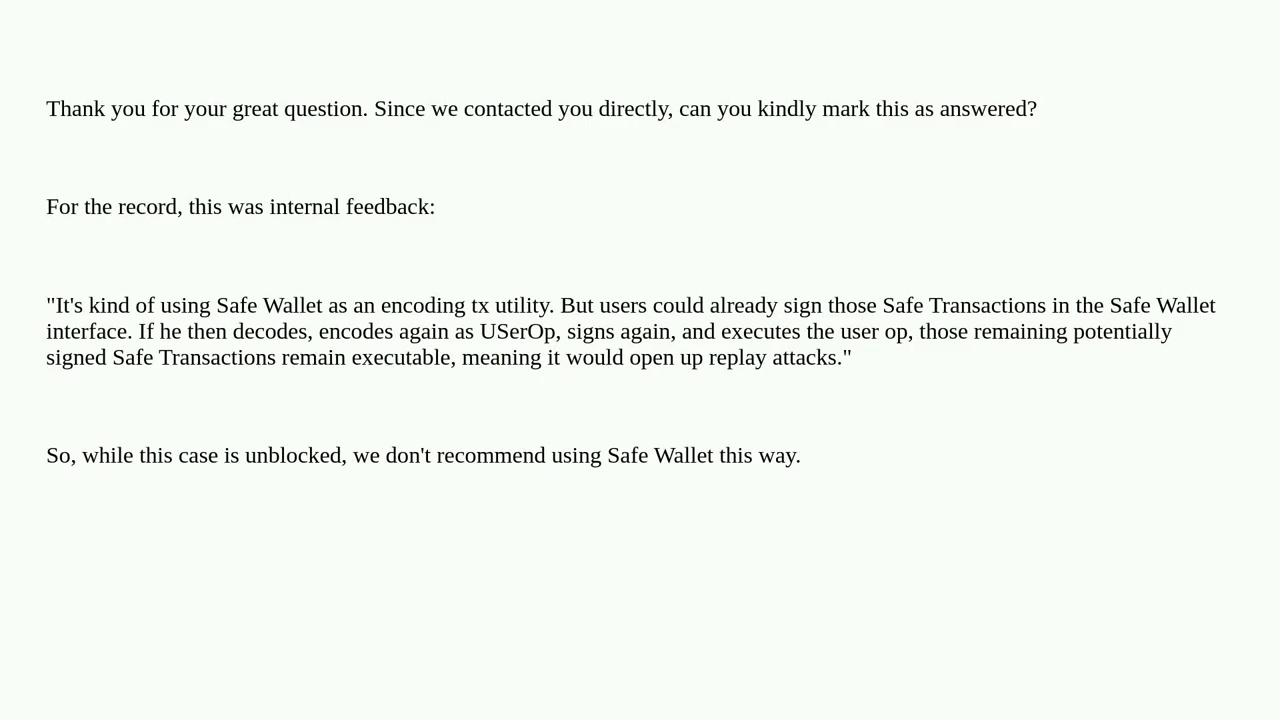 Thank you for your great question. Since we contacted you directly, can you kindly mark this as answered?
For the record, this was internal feedback:
"It's kind of using Safe Wallet as an encoding tx utility. But users could already sign those Safe Transactions in the Safe Wallet
interface. If he then decodes, encodes again as USerOp, signs again, and executes the user op, those remaining potentially
signed Safe Transactions remain executable, meaning it would open up replay attacks."
So, while this case is unblocked, we don't recommend using Safe Wallet this way.